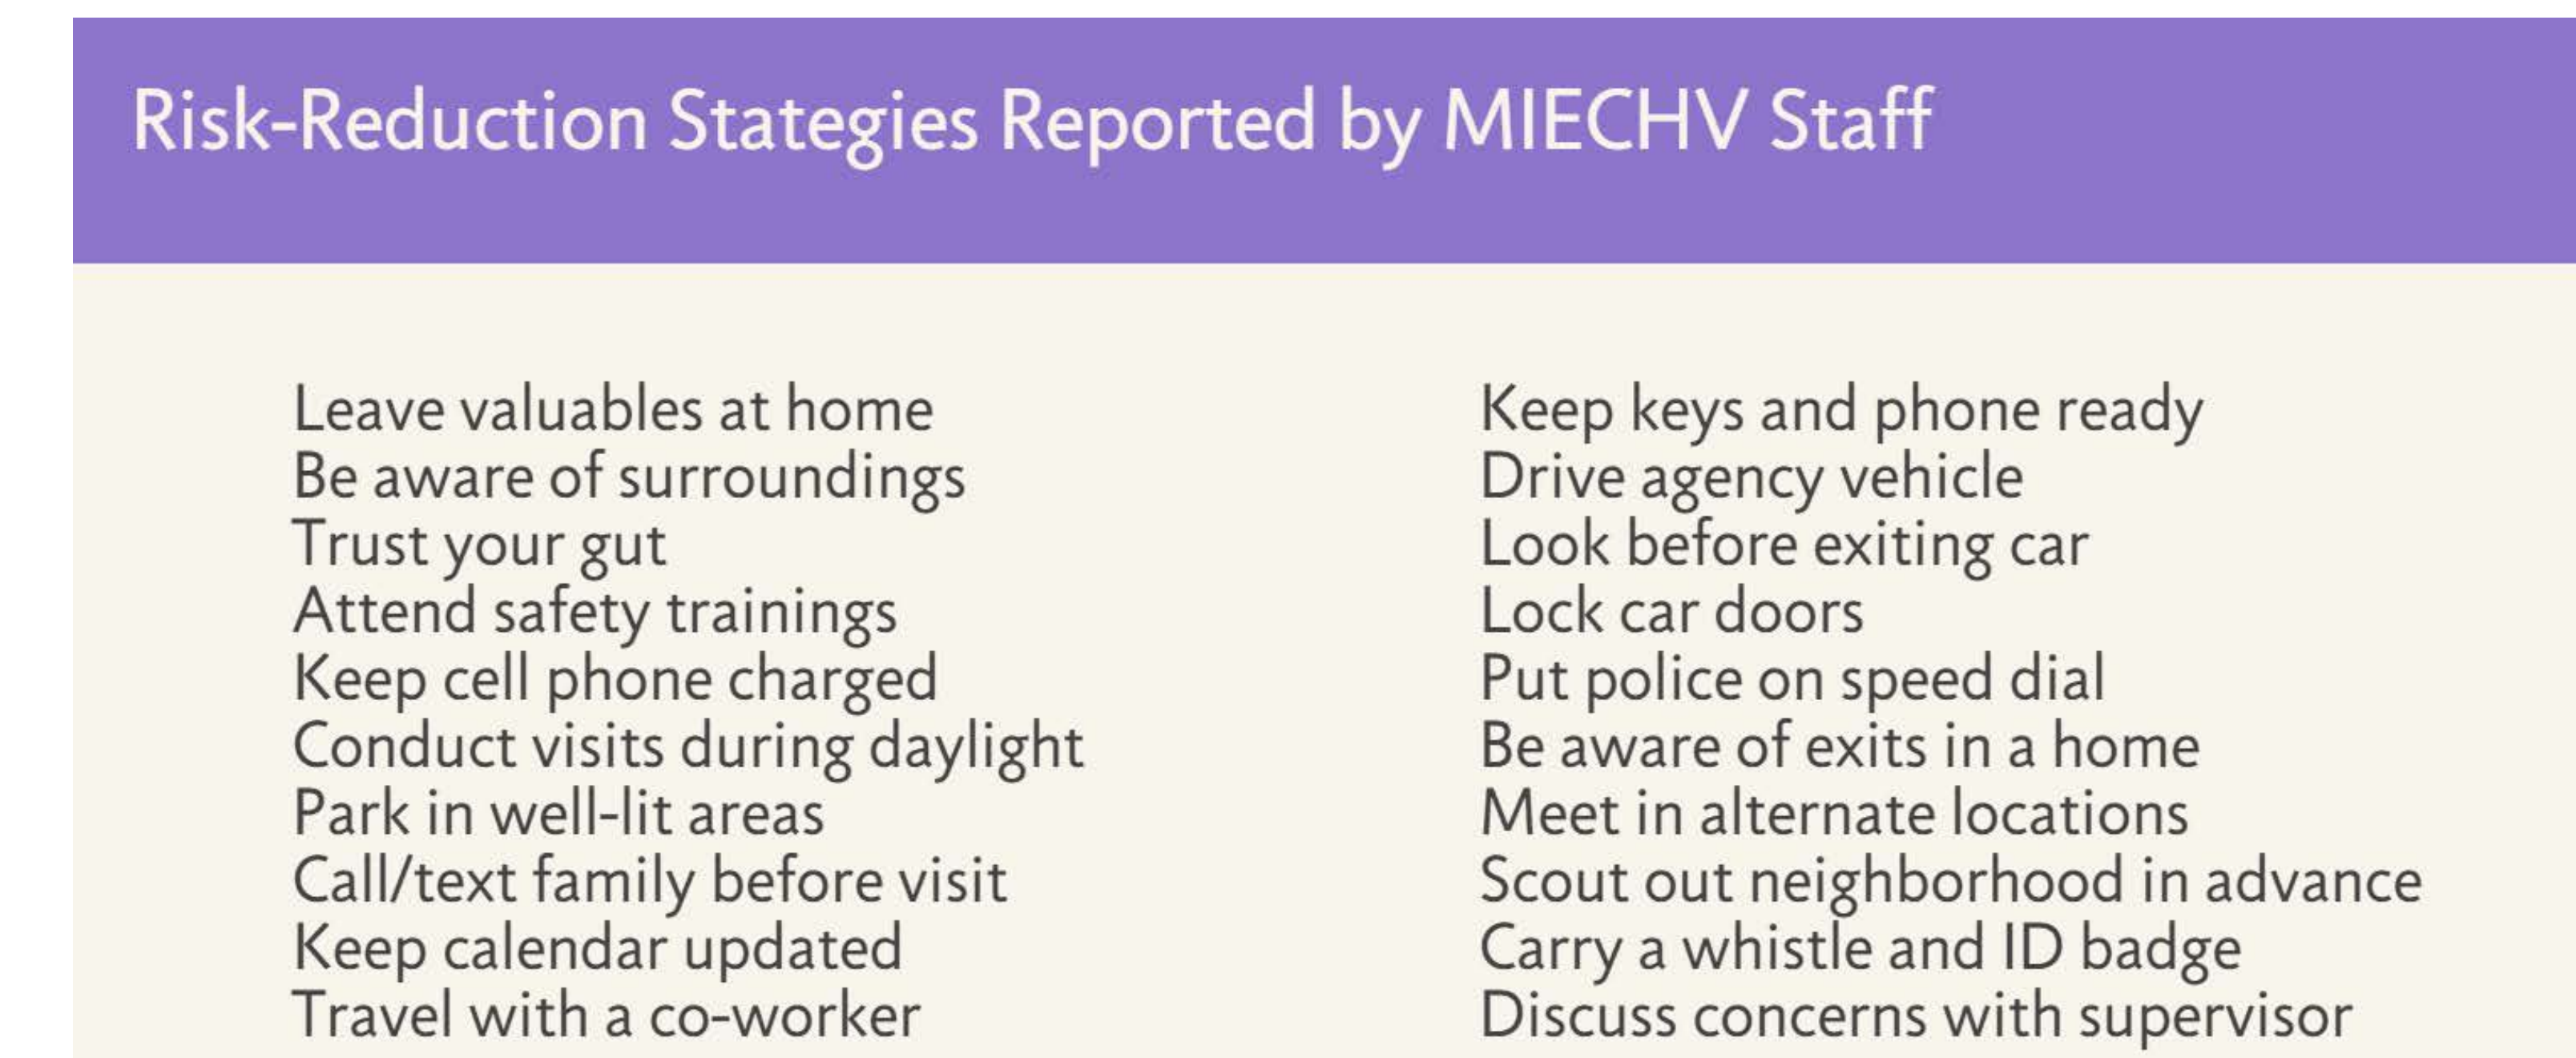 Risk-Reduction Stategies Reported by MIECHV Staff
Leave valuables at home
Be aware of surroundings
Trust your gut
Attend safety trainings
Keep cell phone charged
Conduct visits during daylight
Park in well-lit areas
Call/text family before visit
Keep calendar updated
Travel with a co-worker
Keep keys and phone ready
Drive agency vehicle
Look before exiting car
Lock car doors
Put police on speed dial
Be aware of exits in a home
Meet in alternate locations
Scout out neighborhood in advance
Carry a whistle and ID badge
Discuss concerns with supervisor